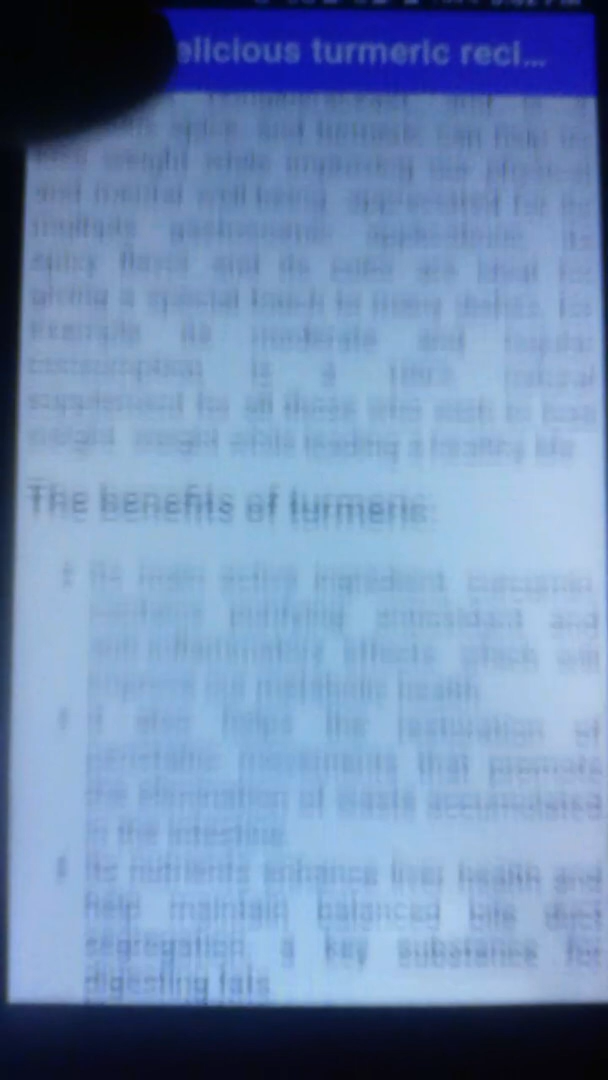 elicious turmeric reci...
and turmeric can help
weight while improving the physical
and mental well being, appreciated for its
multiple gastronomic applications. Its
spicy flavor and its color are ideal for
giving a special touch to many dishes, for
example. Its moderate and regular
consumption is a natural
supplement for all those who wish to lose
weight weight while leading a healthy life
The benefits of turmeric:
Its main active ingredient, curcumin,
contains purifying, antioxidant and
anti-inflammatory effects, which will
improve our metabolic health.
It also helps the restoration of
peristaltic movements that promote
the elimination of waste accumulated
in the intestine.
Its nutrients enhance liver health and
help maintain balanced bile duct
segregation, a key substance for
digesting fats.